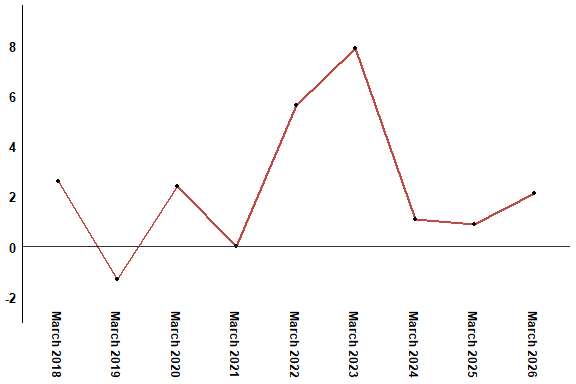 8
6
4
2
0
-2
March 2018
March 2019
March 2020
March 2021
March 2022
March 2023
March 2024
March 2025
March 2026